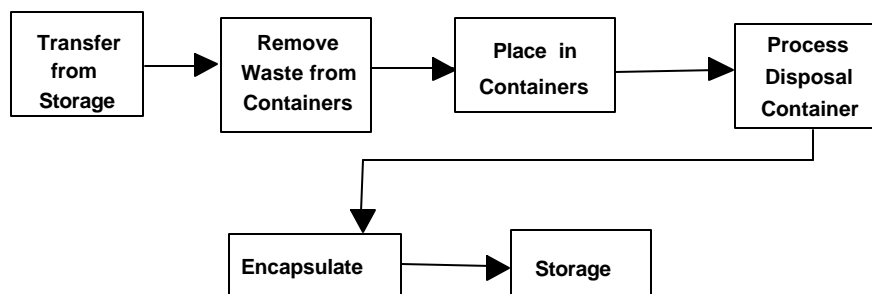 Transfer
from
Storage
Remove
Waste from
Containers
Place in
Containers
Process
Disposal
Container
Encapsulate
Storage